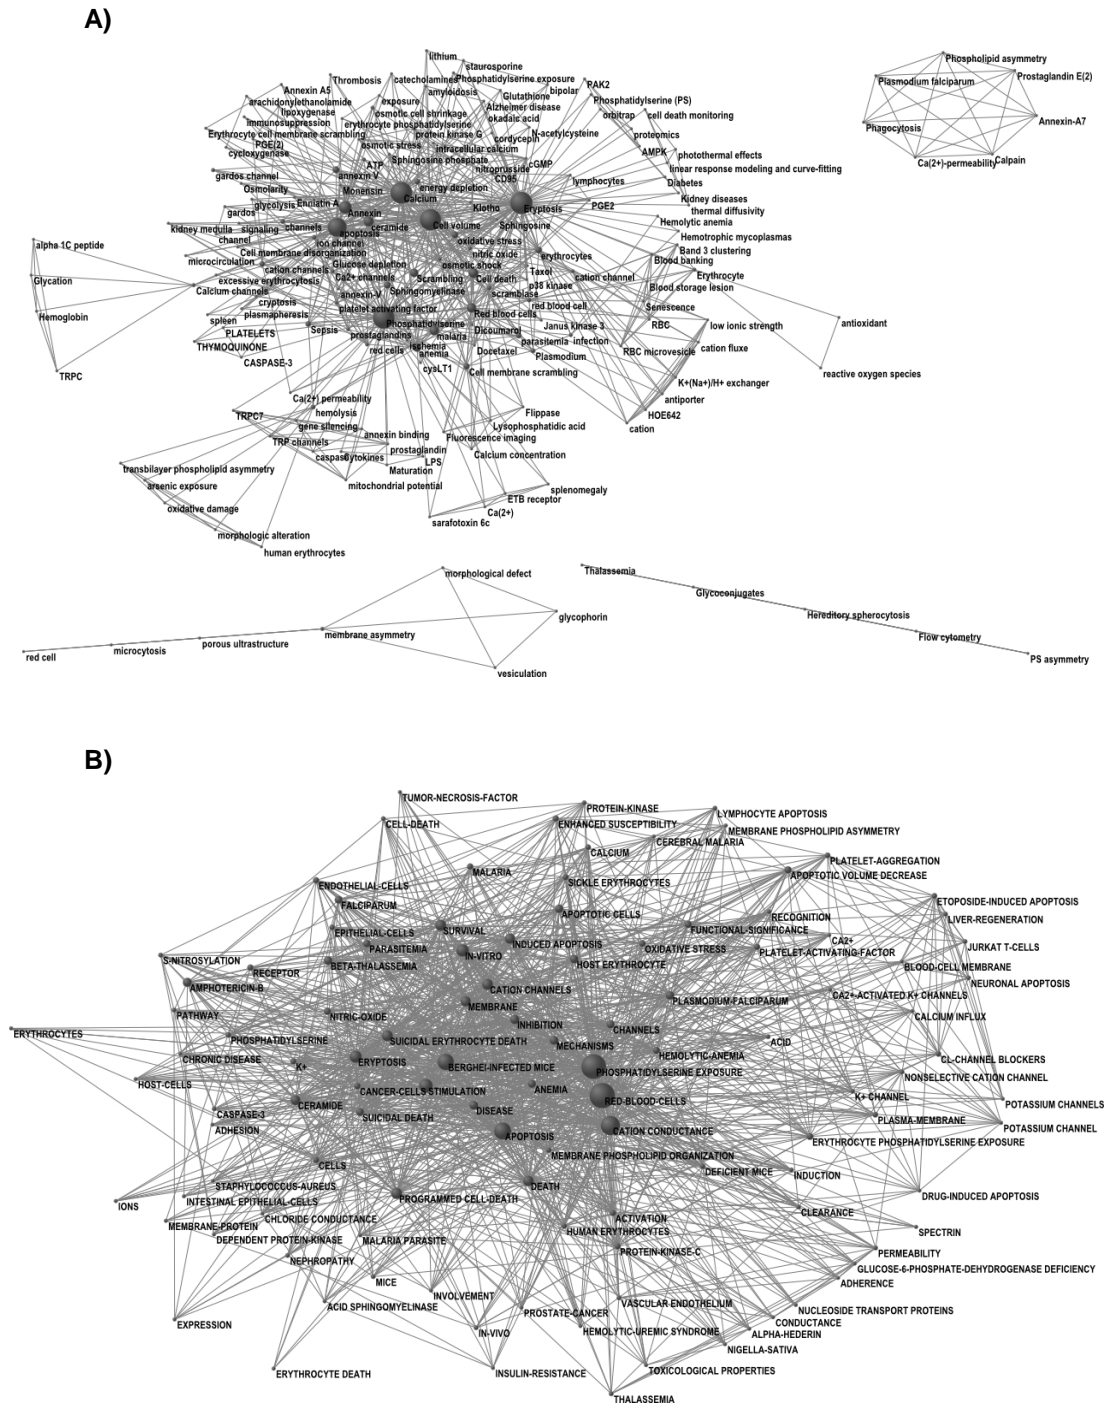 A)
lithium
staurosporine
Phospholipid asymmetry
Thrombosis
catecholamines
Phosphatidylserine exposure
PAK2
Plasmodium falciparum
Prostaglandin E(2)
Annexin A5
amyloidosis
Glutathione
bipolar
arachidonylethanolamide
exposure
Alzheimer disease
Phosphatidylserine (PS)
lipoxygenase
osmotic cell shrinkage
okadaic acid
orbitrap
cell death monitoring
Annexin-A7
immunosuppression
erythrocyte phosphatidylserine
cordycepin
Phagocytosis
Erythrocyte cell membrane scrambling
protein kinase G
N-acetylcysteine
proteomics
PGE(2)
osmotic stress
intracellular calcium
AMPK
photothermal effects
cycloxygenase
ATP
Sphingosine phosphate
cGMP
Ca(2+)-permeability
Calpain
gardos channel
annexin V
nitroprusside
linear response modeling and curve-fitting
CD95
lymphocytes
Diabetes
Osmolarity
Monensin
energy depletion
Calcium
Kidney diseases
glycolysis
Enniatin A
Klotho
Eryptosis
PGE2
thermal diffusivity
gardos
Annexin
Cell volume
Sphingosine
Hemolytic anemia
kidney medulla
signaling
channels
ceramide
apoptosis
Hemotrophic mycoplasmas
alpha 1C peptide
channel
ion channel
oxidative stress
Band 3 clustering
Cell membrane disorganization
nitric oxide
erythrocytes
Blood banking
microcirculation
cation channels
Glucose depletion
osmotic shock
Taxol
cation channel
Erythrocyte
Glycation
excessive erythrocytosis
Ca2+ channels
Scrambling
Cell death
p38 kinase
Blood storage lesion
Calcium channels
annexin-V
Sphingomyelinase
scramblase
cryptosis
platelet activating factor
red blood cell
Senescence
Hemoglobin
plasmapheresis
Red blood cells
spleen
Sepsis
Phosphatidylserine
Janus kinase 3
RBC
low ionic strength
antioxidant
PLATELETS
prostaglandins
malaria
Dicoumarol
parasitemia
infection
THYMOQUINONE
red cells
ischemia
anemia
Docetaxel
Plasmodium
RBC microvesicle
cation fluxe
CASPASE-3
cysLT1
Cell membrane scrambling
reactive oxygen species
TRPC
K+(Na+)/H+ exchanger
Ca(2+) permeability
antiporter
TRPC7
hemolysis
Flippase
HOE642
gene silencing
Lysophosphatidic acid
cation
TRP channels
annexin binding
Fluorescence imaging
caspase
Cytokines
prostaglandin
Calcium concentration
transbilayer phospholipid asymmetry
LPS
Maturation
arsenic exposure
mitochondrial potential
splenomegaly
ETB receptor
oxidative damage
Ca(2+)
sarafotoxin 6c
morphologic alteration
human erythrocytes
morphological defect
Thalassemia
Glycoconjugates
glycophorin
Hereditory spherocytosis
membrane asymmetry
Flow cytometry
porous ultrastructure
microcytosis
red cell
PS asymmetry
vesiculation
B)
TUMOR-NECROSIS-FACTOR
PROTEIN-KINASE
LYMPHOCYTE APOPTOSIS
CELL-DEATH
ENHANCED SUSCEPTIBILITY
MEMBRANE PHOSPHOLIPID ASYMMETRY
CEREBRAL MALARIA
CALCIUM
PLATELET-AGGREGATION
MALARIA
APOPTOTIC VOLUME DECREASE
ENDOTHELIAL-CELLS
SICKLE ERYTHROCYTES
FALCIPARUM
ETOPOSIDE-INDUCED APOPTOSIS
APOPTOTIC CELLS
RECOGNITION
LIVER-REGENERATION
EPITHELIAL-CELLS
SURVIVAL
FUNCTIONAL-SIGNIFICANCE
CA2+
PARASITEMIA
INDUCED APOPTOSIS
OXIDATIVE STRESS
PLATELET-ACTIVATING-FACTOR
JURKAT T-CELLS
S-NITROSYLATION
IN-VITRO
RECEPTOR
BETA-THALASSEMIA
HOST ERYTHROCYTE
BLOOD-CELL MEMBRANE
AMPHOTERICIN-B
CATION CHANNELS
NEURONAL APOPTOSIS
MEMBRANE
PLASMODIUM-FALCIPARUM
CA2+-ACTIVATED K+ CHANNELS
PATHWAY
NITRIC-OXIDE
INHIBITION
CHANNELS
CALCIUM INFLUX
ERYTHROCYTES
PHOSPHATIDYLSERINE
SUICIDAL ERYTHROCYTE DEATH
MECHANISMS
ACID
CHRONIC DISEASE
K+
ERYPTOSIS
BERGHEI-INFECTED MICE
HEMOLYTIC-ANEMIA
CL-CHANNEL BLOCKERS
PHOSPHATIDYLSERINE EXPOSURE
HOST-CELLS
CANCER-CELLS
STIMULATION
ANEMIA
NONSELECTIVE CATION CHANNEL
CERAMIDE
RED-BLOOD-CELLS
K+ CHANNEL
POTASSIUM CHANNELS
CASPASE-3
SUICIDAL DEATH
DISEASE
PLASMA-MEMBRANE
ADHESION
APOPTOSIS
CATION CONDUCTANCE
POTASSIUM CHANNEL
ERYTHROCYTE PHOSPHATIDYLSERINE EXPOSURE
CELLS
MEMBRANE PHOSPHOLIPID ORGANIZATION
DEFICIENT MICE
INDUCTION
STAPHYLOCOCCUS-AUREUS
DEATH
IONS
INTESTINAL EPITHELIAL-CELLS
PROGRAMMED CELL-DEATH
DRUG-INDUCED APOPTOSIS
CHLORIDE CONDUCTANCE
ACTIVATION
CLEARANCE
MEMBRANE-PROTEIN
HUMAN ERYTHROCYTES
SPECTRIN
DEPENDENT PROTEIN-KINASE
MALARIA PARASITE
PROTEIN-KINASE-C
PERMEABILITY
NEPHROPATHY
GLUCOSE-6-PHOSPHATE-DEHYDROGENASE DEFICIENCY
MICE
ADHERENCE
INVOLVEMENT
ACID SPHINGOMYELINASE
VASCULAR ENDOTHELIUM
NUCLEOSIDE TRANSPORT PROTEINS
PROSTATE-CANCER
CONDUCTANCE
EXPRESSION
IN-VIVO
HEMOLYTIC-UREMIC SYNDROME
ALPHA-HEDERIN
NIGELLA-SATIVA
ERYTHROCYTE DEATH
INSULIN-RESISTANCE
TOXICOLOGICAL PROPERTIES
THALASSEMIA